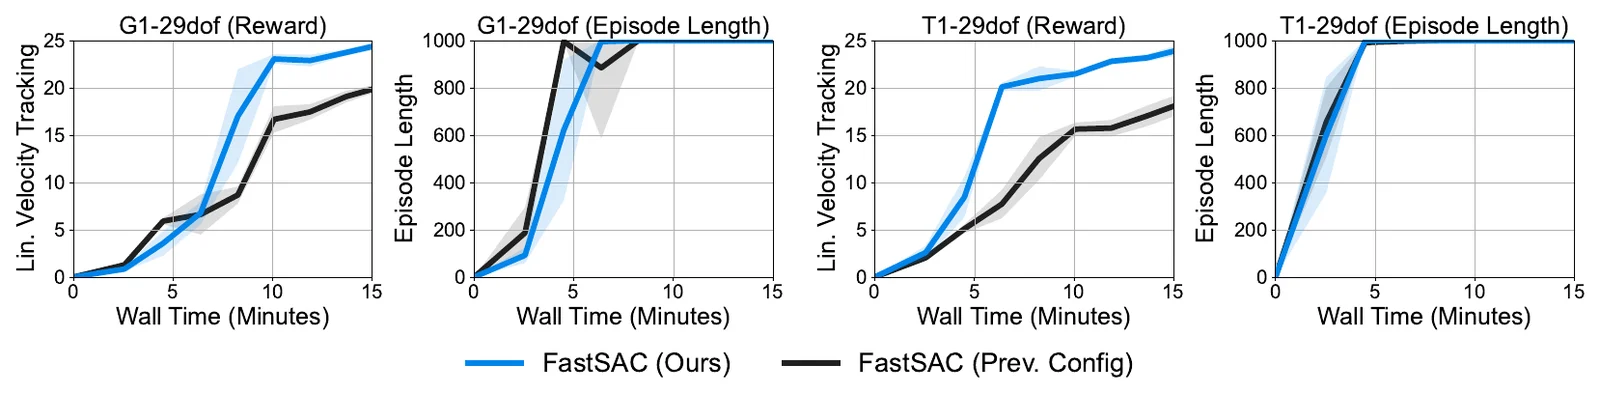 G1-29dof (Reward)
25
20
15
10
5
0
Lin. Velocity Tracking
0 5 10 15
Wall Time (Minutes)
G1-29dof (Episode Length)
1000
800
600
400
200
0
Episode Length
0 5 10 15
Wall Time (Minutes)
T1-29dof (Reward)
25
20
15
10
5
0
Lin. Velocity Tracking
0 5 10 15
Wall Time (Minutes)
T1-29dof (Episode Length)
1000
800
600
400
200
0
Episode Length
0 5 10 15
Wall Time (Minutes)
FastSAC (Ours) FastSAC (Prev. Config)